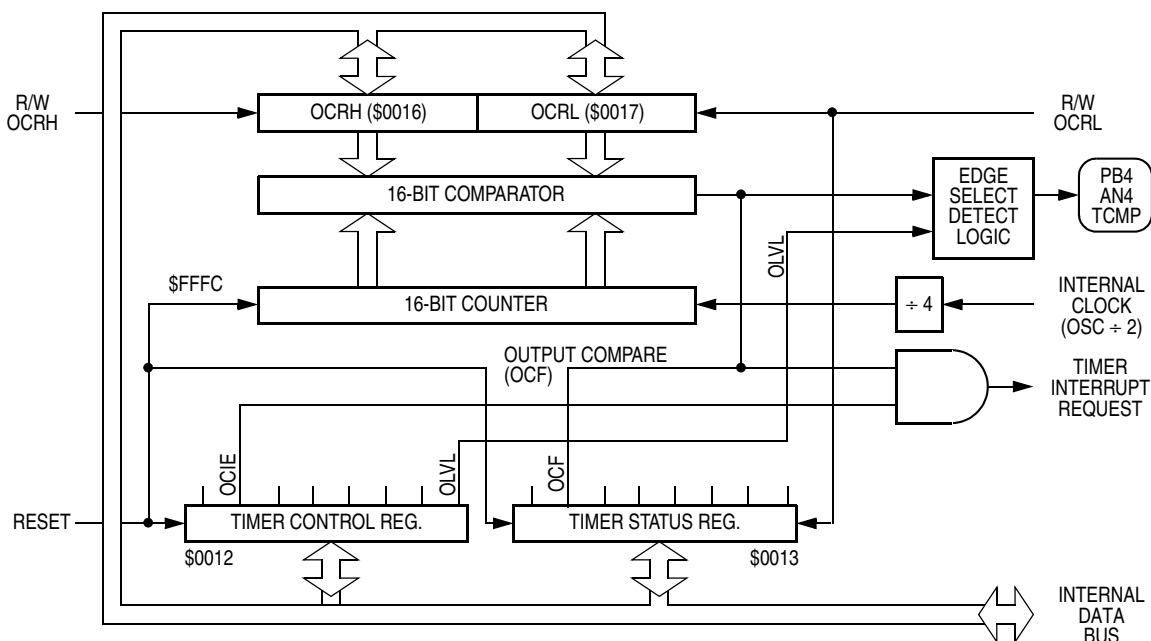 R/W
OCRH
OCRH ($0016)
OCRL ($0017)
R/W
OCRL
16-BIT COMPARATOR
EDGE
SELECT
DETECT
LOGIC
PB4
AN4
TCMP
OLVL
$FFFC
16-BIT COUNTER
÷ 4
INTERNAL
CLOCK
(OSC ÷ 2)
OUTPUT COMPARE
(OCF)
TIMER
INTERRUPT
REQUEST
OCIE
OLVL
OCF
RESET
TIMER CONTROL REG.
TIMER STATUS REG.
$0012
$0013
INTERNAL
DATA
BUS